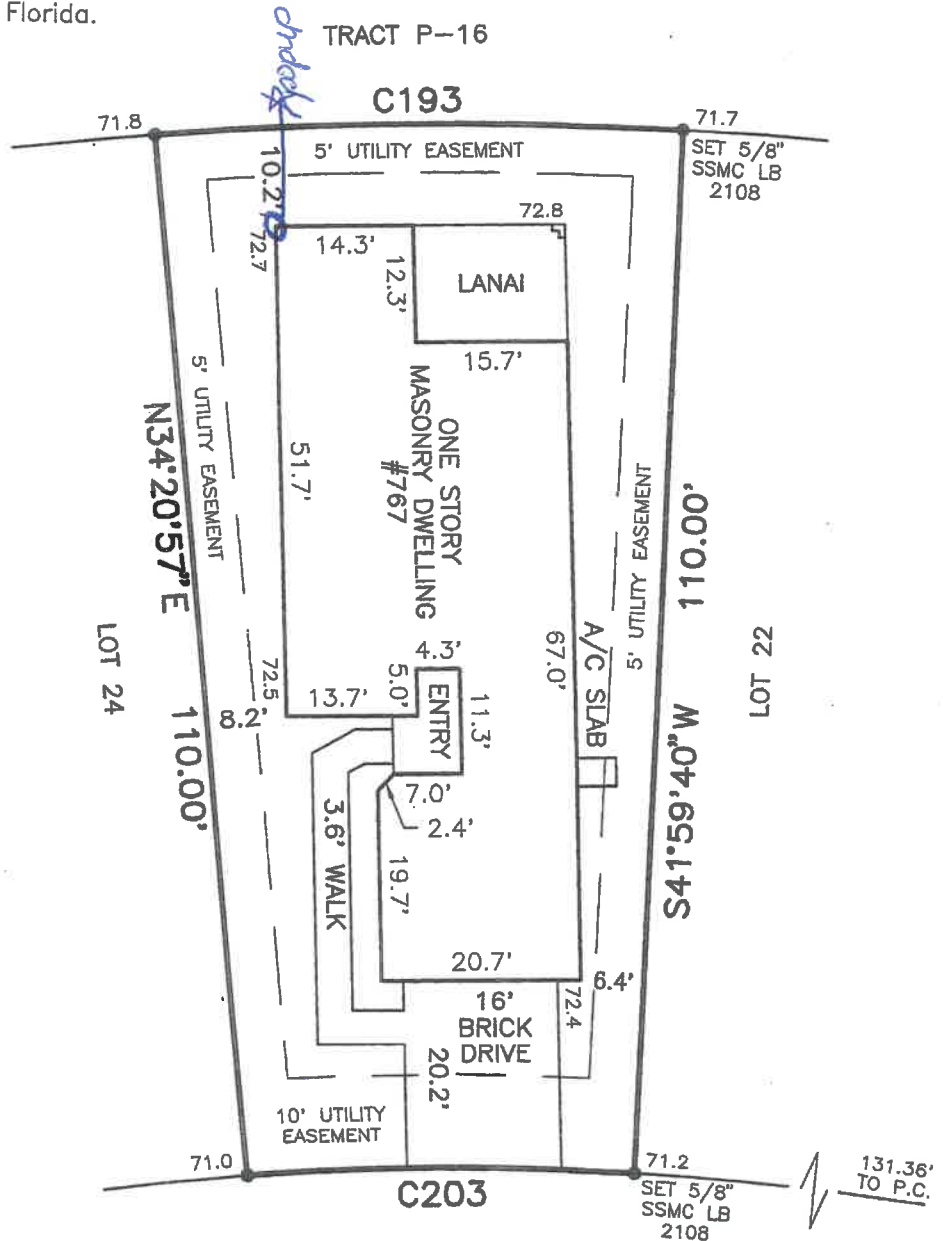 Florida.
TRACT P-16
C193
71.8
71.7
5' UTILITY EASEMENT
SET 5/8"
SSMC LB
2108
10.2'
72.7
14.3'
72.8
12.3'
LANAI
15.7'
5' UTILITY EASEMENT
N34°20'57"E
110.00'
LOT 24
51.7'
ONE STORY
MASONRY DWELLING
#767
5' UTILITY EASEMENT
S41°59'40"W
110.00'
LOT 22
67.0'
A/C SLAB
4.3'
5.0'
ENTRY
11.3'
72.5
13.7'
8.2'
7.0'
2.4'
3.6' WALK
19.7'
20.7'
6.4'
72.4
16'
BRICK
DRIVE
20.2'
10' UTILITY
EASEMENT
71.0
71.2
C203
SET 5/8"
SSMC LB
2108
131.36'
TO P.C.